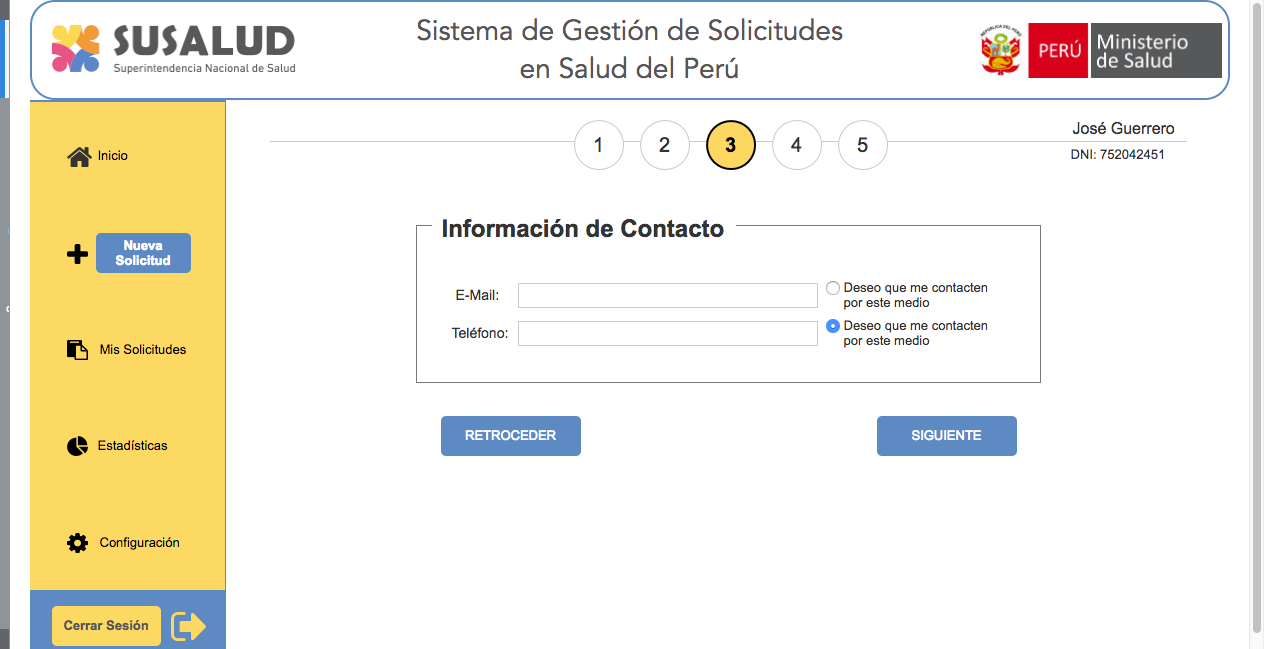 SUSALUD
Superintendencia Nacional de Salud
Sistema de Gestión de Solicitudes
en Salud del Perú
REPÚBLICA DEL PERÚ
PERÚ
Ministerio
de Salud
Inicio
Nueva
Solicitud
Mis Solicitudes
Estadísticas
Configuración
Cerrar Sesión
1 2 3 4 5
José Guerrero
DNI: 752042451
Información de Contacto
E-Mail:
Deseo que me contacten
por este medio
Teléfono:
Deseo que me contacten
por este medio
RETROCEDER
SIGUIENTE